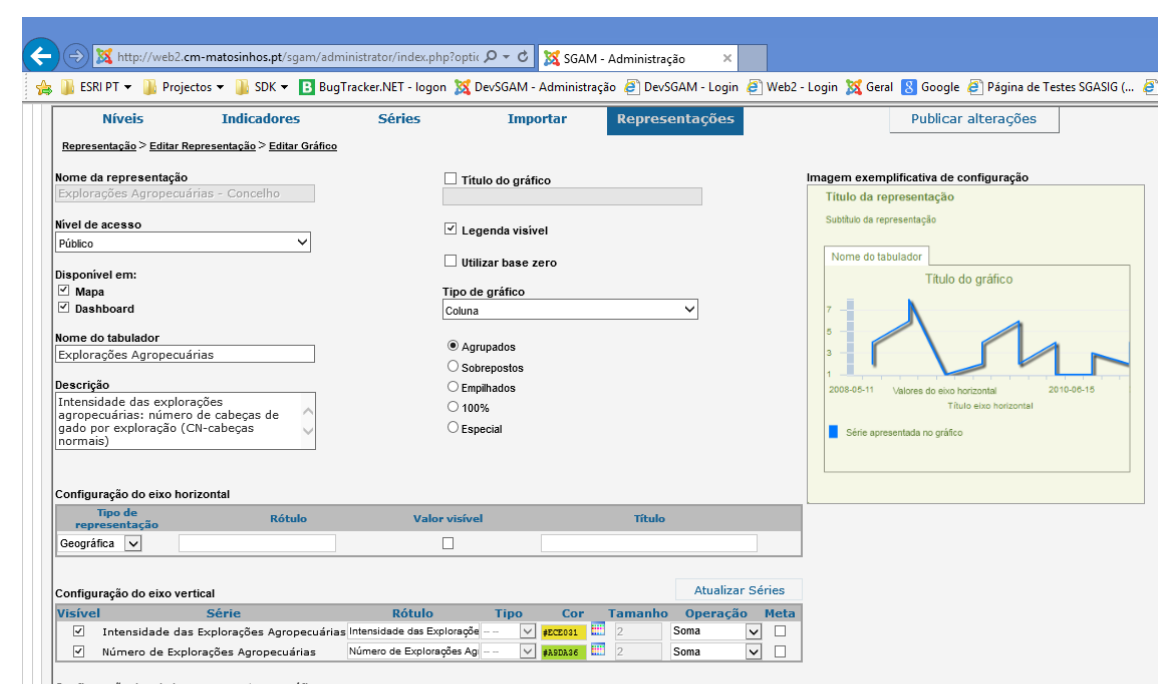 http://web2.cm-matosinhos.pt/sgam/administrator/index.php?optic
SGAM - Administração
ESRI PT Projectos SDK BugTracker.NET - logon DevSGAM - Administração DevSGAM - Login Web2 - Login Geral Google Página de Testes SGASIG (...
Níveis Indicadores Séries Importar Representações Publicar alterações
Representação > Editar Representação > Editar Gráfico
Nome da representação
Explorações Agropecuárias - Concelho
Nível de acesso
Público
Disponível em:
Mapa
Dashboard
Nome do tabulador
Explorações Agropecuárias
Descrição
Intensidade das explorações
agropecuárias: número de cabeças de
gado por exploração (CN-cabeças
normais)
Título do gráfico
Legenda visível
Utilizar base zero
Tipo de gráfico
Coluna
Agrupados
Sobrepostos
Empilhados
100%
Especial
Imagem exemplificativa de configuração
Título da representação
Subtítulo da representação
Nome do tabulador
Título do gráfico
7
5
3
1
2008-05-11 Valores do eixo horizontal 2010-06-15
Título eixo horizontal
Série apresentada no gráfico
Configuração do eixo horizontal
Tipo de representação Rótulo Valor visível Título
Geográfica
Configuração do eixo vertical
Atualizar Séries
Visível Série Rótulo Tipo Cor Tamanho Operação Meta
Intensidade das Explorações Agropecuárias Intensidade das Exploraçõe -- #ECE031 2 Soma
Número de Explorações Agropecuárias Número de Explorações Ag -- #A9DA36 2 Soma